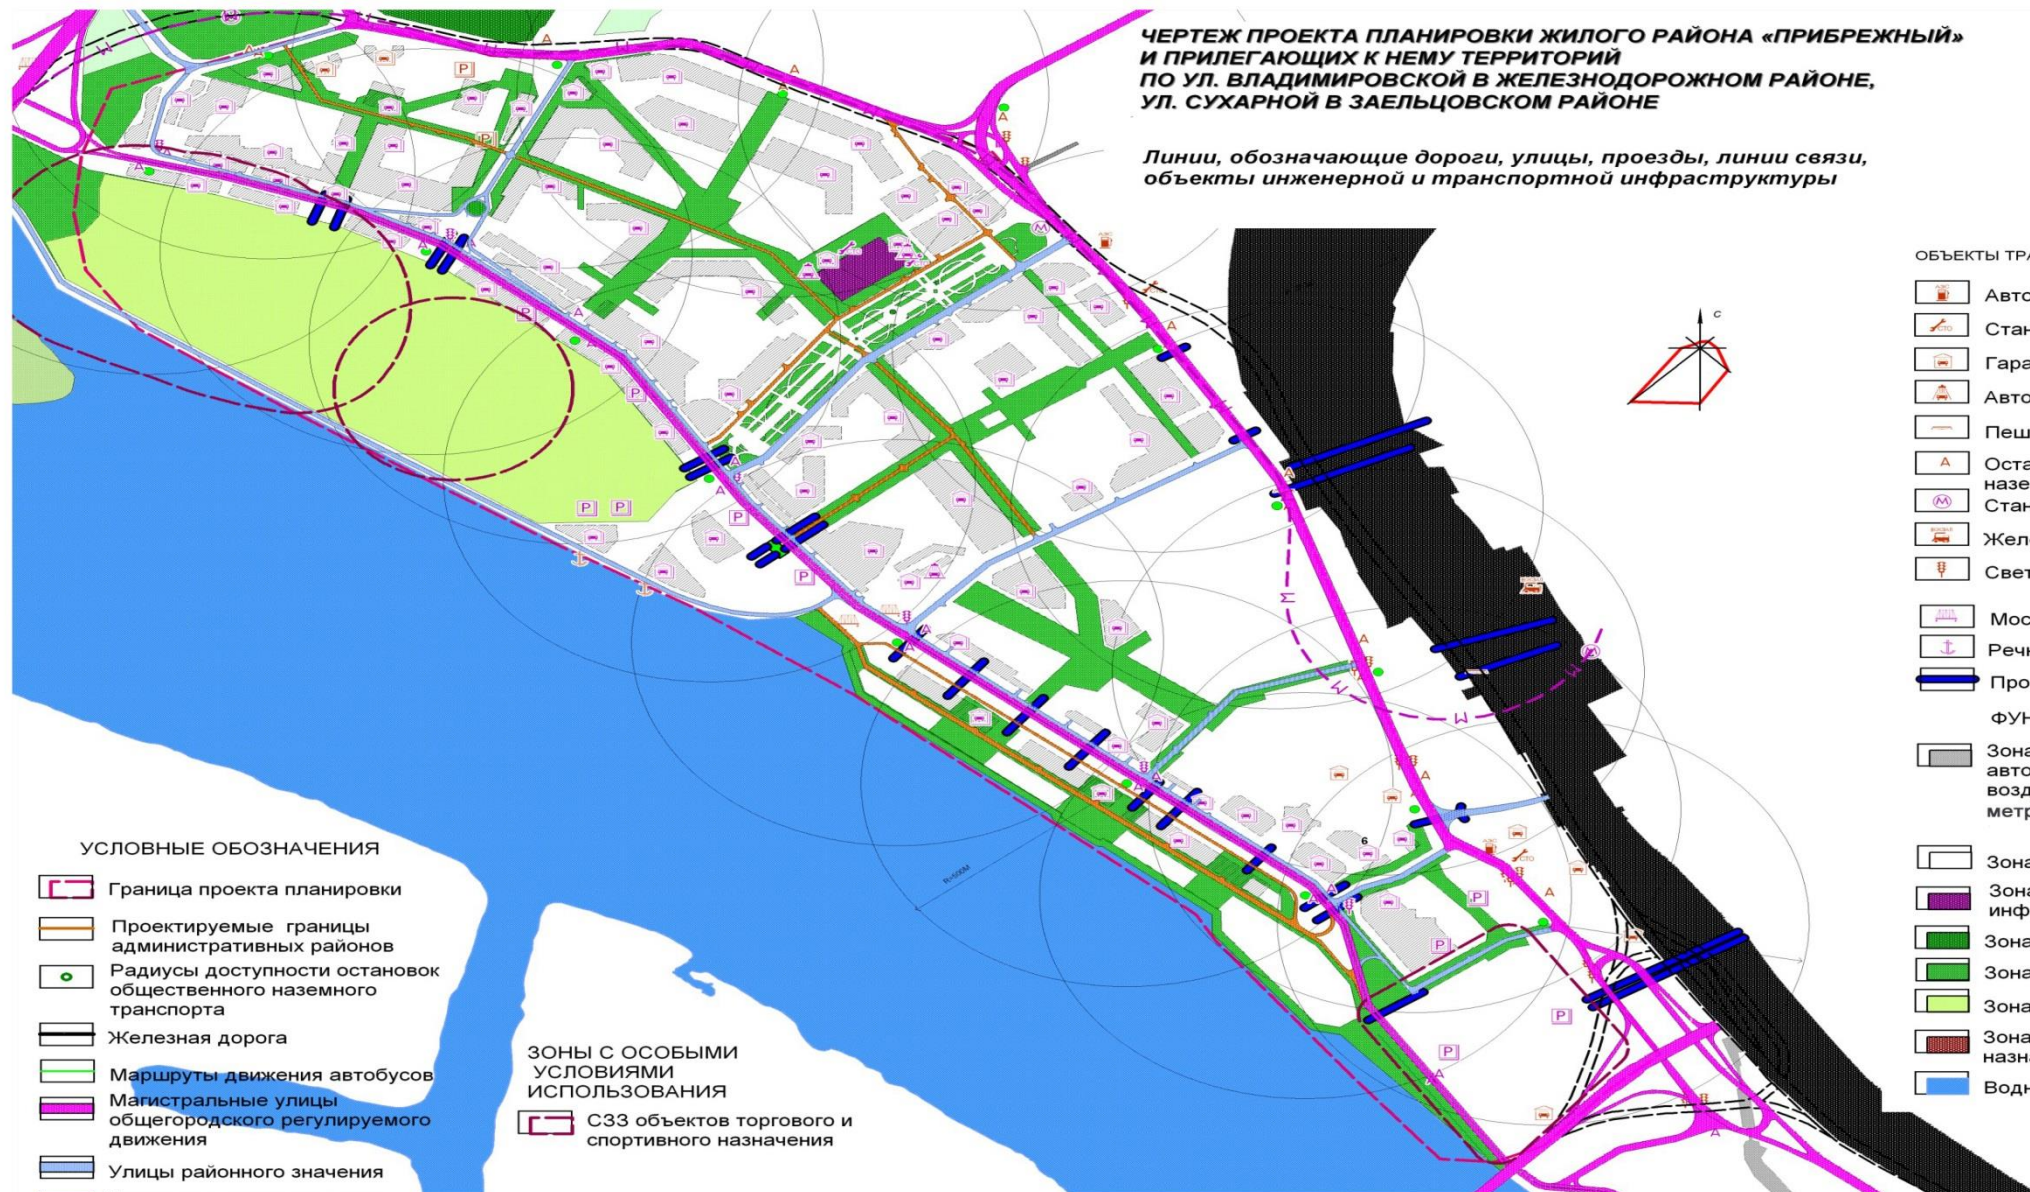 ЧЕРТЕЖ ПРОЕКТА ПЛАНИРОВКИ ЖИЛОГО РАЙОНА «ПРИБРЕЖНЫЙ»
И ПРИЛЕГАЮЩИХ К НЕМУ ТЕРРИТОРИЙ
ПО УЛ. ВЛАДИМИРОВСКОЙ В ЖЕЛЕЗНОДОРОЖНОМ РАЙОНЕ,
УЛ. СУХАРНОЙ В ЗАЕЛЬЦОВСКОМ РАЙОНЕ
Линии, обозначающие дороги, улицы, проезды, линии связи,
объекты инженерной и транспортной инфраструктуры
С
R=500М
6
УСЛОВНЫЕ ОБОЗНАЧЕНИЯ
Граница проекта планировки
Проектируемые границы
административных районов
Радиусы доступности остановок
общественного наземного
транспорта
Железная дорога
Маршруты движения автобусов
Магистральные улицы
общегородского регулируемого
движения
Улицы районного значения
ЗОНЫ С ОСОБЫМИ
УСЛОВИЯМИ
ИСПОЛЬЗОВАНИЯ
СЗЗ объектов торгового и
спортивного назначения
ОБЪЕКТЫ ТРА
Авто
Стан
Гара
Авто
Пеш
Оста
назе
Стан
Жел
Свет
Мос
Речн
Про
ФУН
Зона
авто
возд
метр
Зона
Зона
инф
Зона
Зона
Зона
Зона
назн
Водн